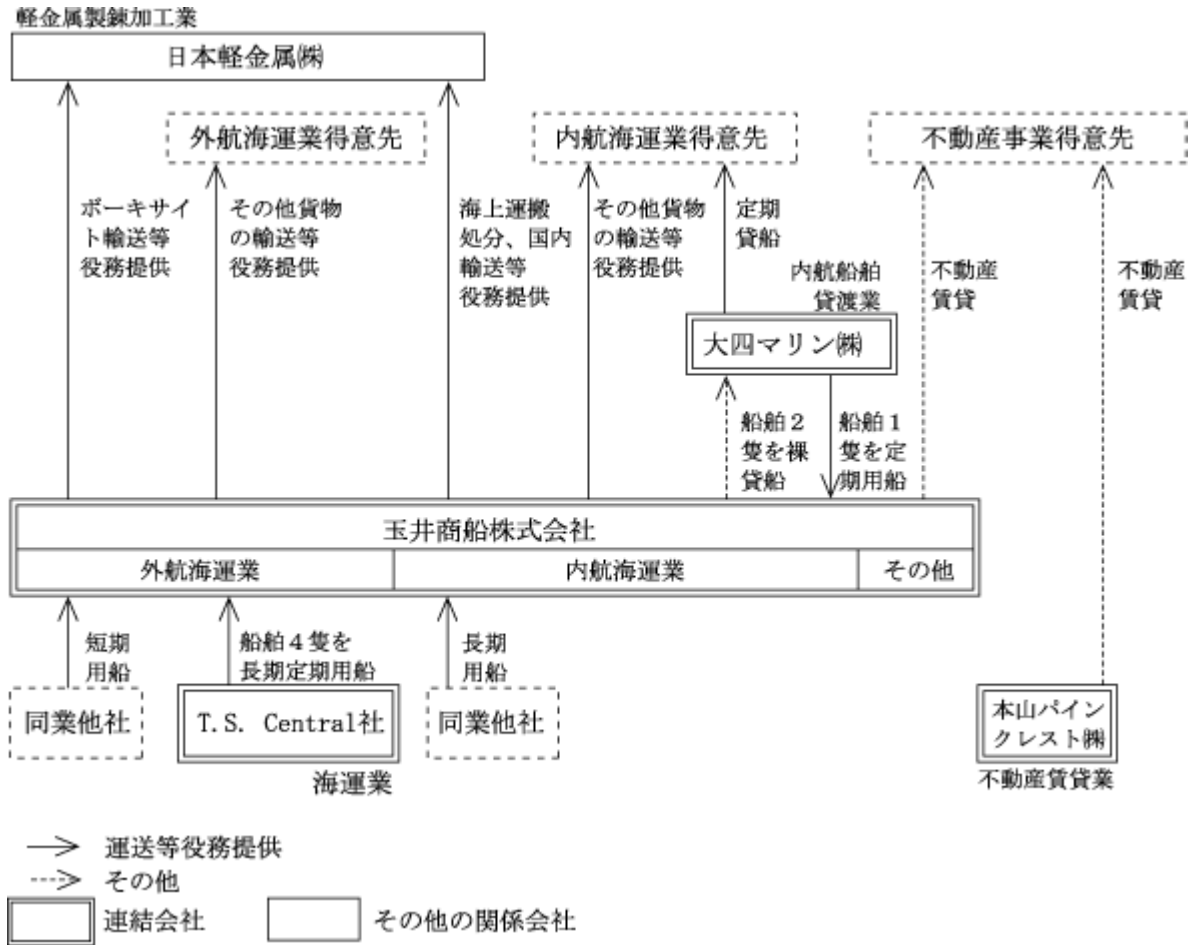 軽金属製錬加工業
日本軽金属㈱
外航海運業得意先
内航海運業得意先
不動産事業得意先
ボーキサイ
ト輸送等
役務提供
その他貨物
の輸送等
役務提供
海上運搬
処分、国内
輸送等
役務提供
その他貨物
の輸送等
役務提供
定期
貸船
内航船舶
貸渡業
不動産
賃貸
不動産
賃貸
大四マリン㈱
船舶2
隻を裸
貸船
船舶1
隻を定
期用船
玉井商船株式会社
外航海運業
内航海運業
その他
短期
用船
船舶4隻を
長期定期用船
長期
用船
同業他社
T.S. Central社
海運業
同業他社
本山パイン
クレスト㈱
不動産賃貸業
運送等役務提供
その他
連結会社
その他の関係会社